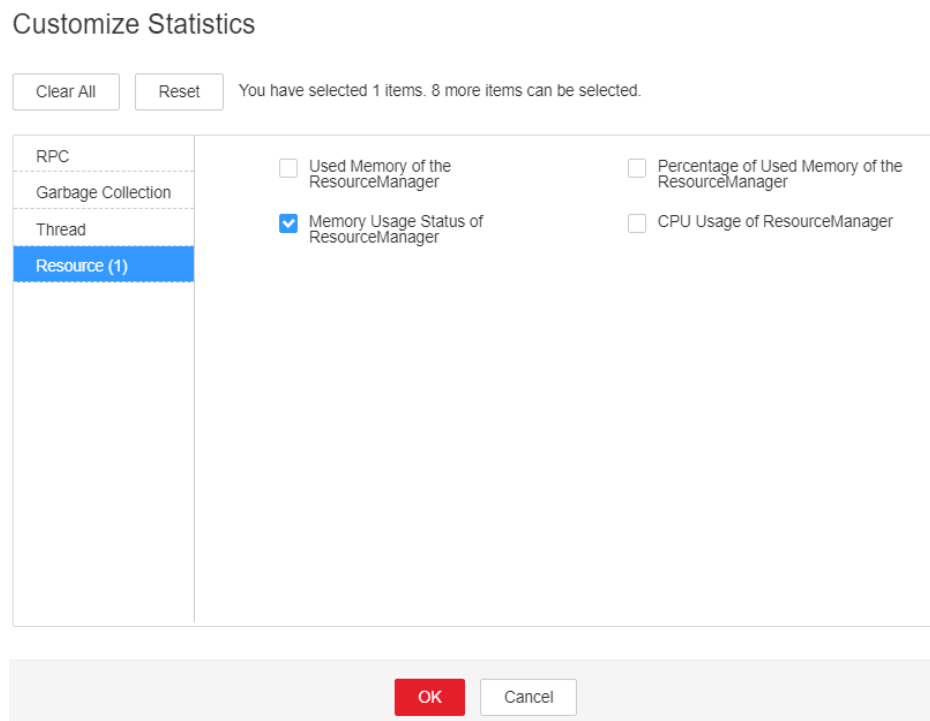 Customize Statistics
Clear All
Reset
You have selected 1 items. 8 more items can be selected.
RPC
Garbage Collection
Thread
Resource (1)
Used Memory of the
ResourceManager
Percentage of Used Memory of the
ResourceManager
Memory Usage Status of
ResourceManager
CPU Usage of ResourceManager
OK
Cancel